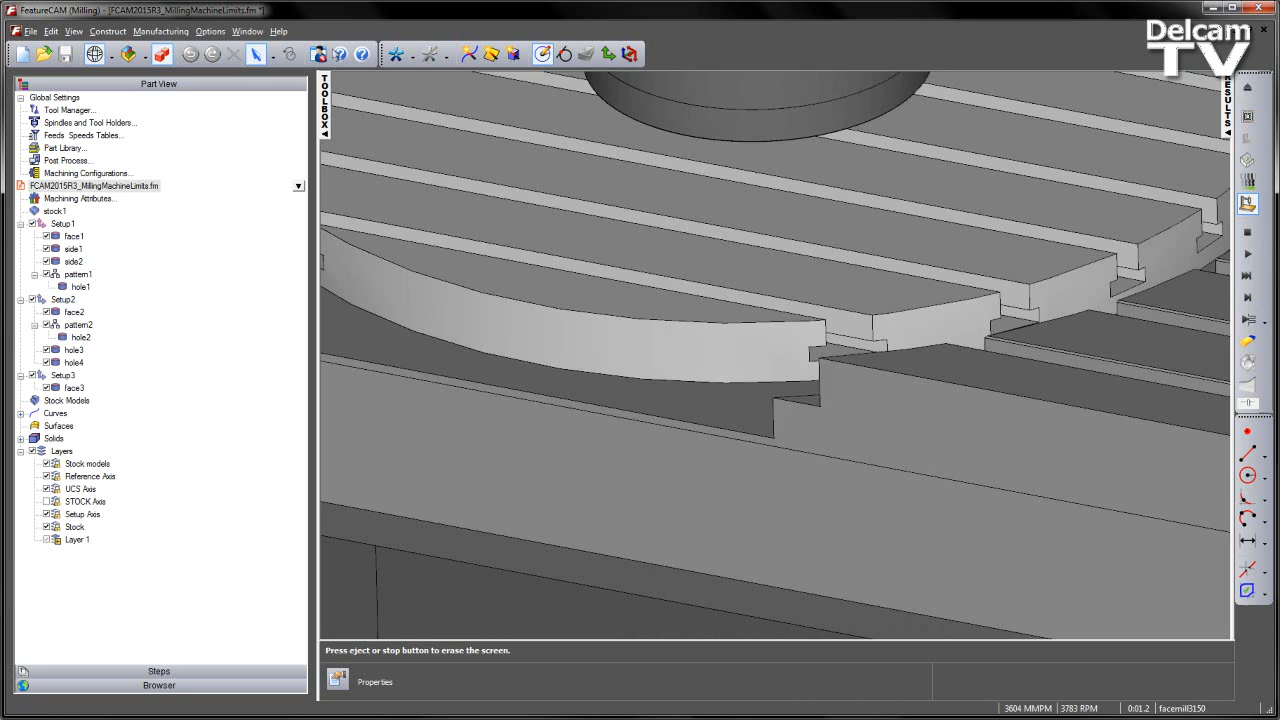 FeatureCAM (Milling) - [FCAM2015R3_MillingMachineLimits.fm *]
File Edit View Construct Manufacturing Options Window Help
Delcam
TV
Part View
TOOLBOX
RESULTS
Global Settings
Tool Manager...
Spindles and Tool Holders...
Feeds Speeds Tables...
Part Library...
Post Process...
Machining Configurations...
FCAM2015R3_MillingMachineLimits.fm
Machining Attributes...
stock1
Setup1
face1
side1
side2
pattern1
hole1
Setup2
face2
pattern2
hole2
hole3
hole4
Setup3
face3
Stock Models
Curves
Surfaces
Solids
Layers
Stock models
Reference Axis
UCS Axis
STOCK Axis
Setup Axis
Stock
Layer 1
Steps
Browser
Press eject or stop button to erase the screen.
Properties
3604 MMPM 3783 RPM 0:01.2 facemill3150